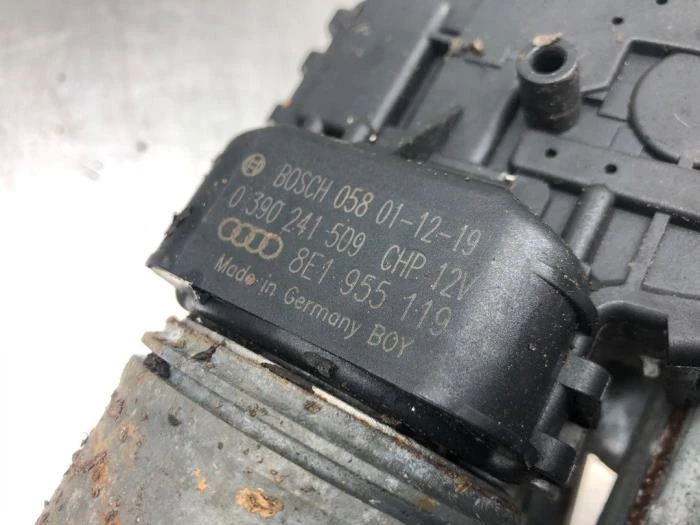 BOSCH 058 01-12-19
0 390 241 509 CHP 12V
8E1 955 119
Made in Germany BOY